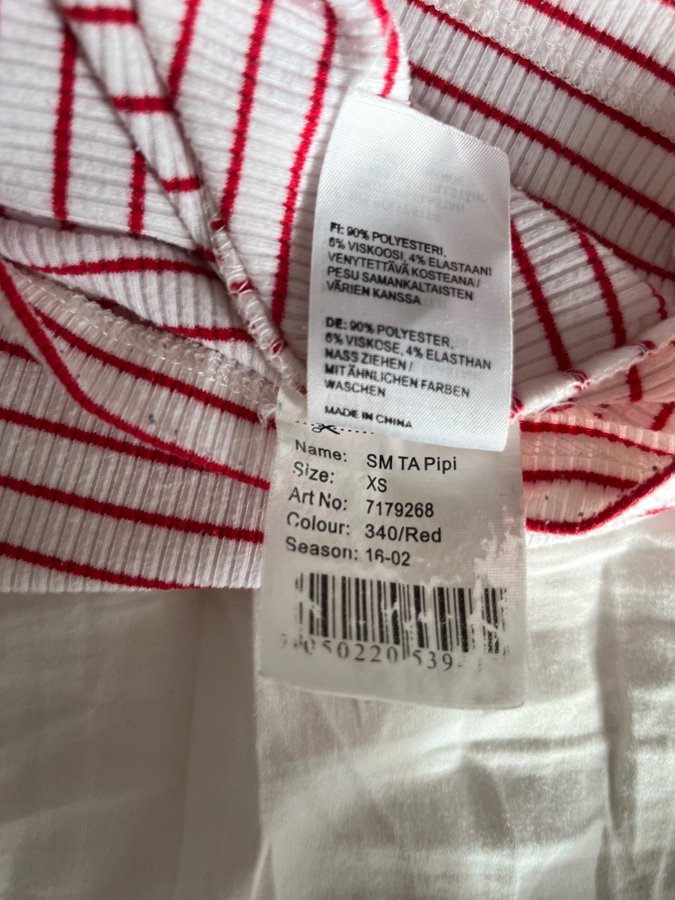 FI: 90% POLYESTERI,
6% VISKOOSI, 4% ELASTAANI
VENYTETTÄVÄ KOSTEANA /
PESU SAMANKALTAISTEN
VÄRIEN KANSSA
DE: 90% POLYESTER,
6% VISKOSE, 4% ELASTHAN
NASS ZIEHEN /
MIT ÄHNLICHEN FARBEN
WASCHEN
MADE IN CHINA
Name: SM TA Pipi
Size: XS
Art No: 7179268
Colour: 340/Red
Season: 16-02
050220 539